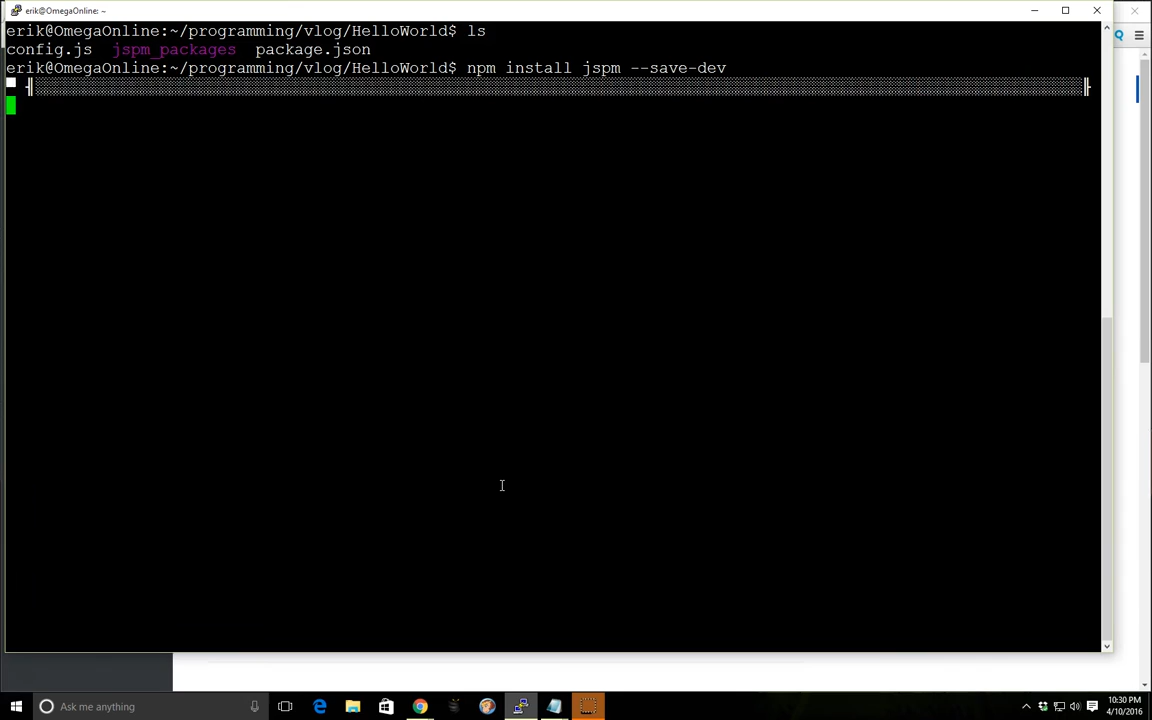 erik@OmegaOnline: ~
erik@OmegaOnline:~/programming/vlog/HelloWorld$ ls
config.js  jspm_packages  package.json
erik@OmegaOnline:~/programming/vlog/HelloWorld$ npm install jspm --save-dev
Ask me anything
10:30 PM
4/10/2016